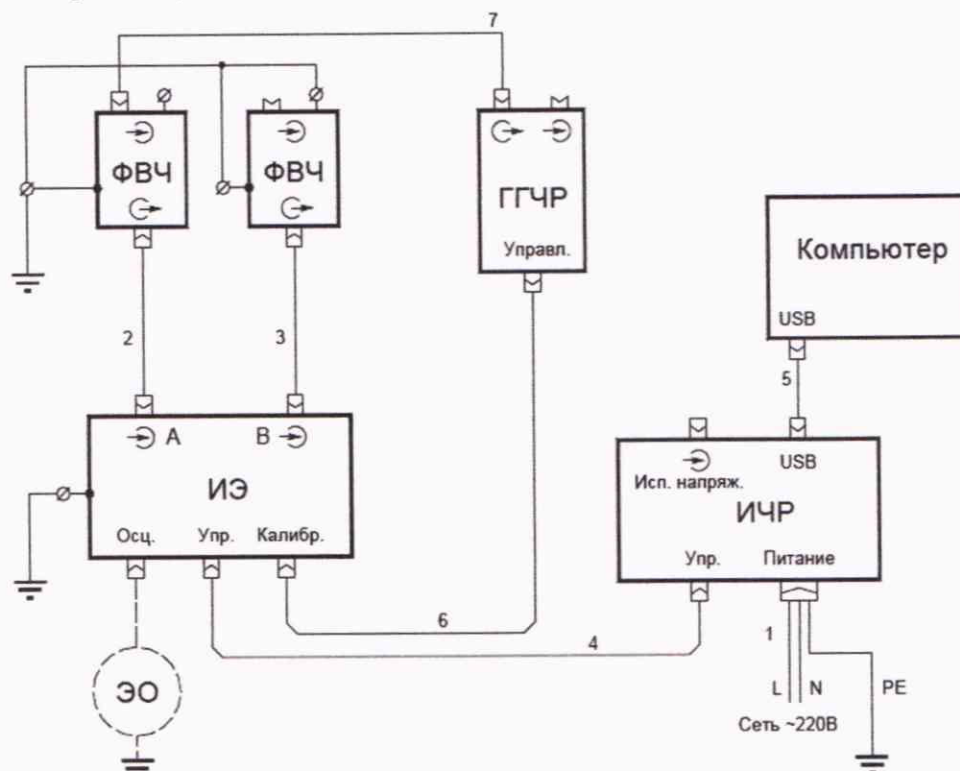 7
ФВЧ
ФВЧ
ГГЧР
Управл.
Компьютер
USB
2
3
5
A
B
USB
Исп. напряж.
ИЭ
ИЧР
Осц.
Упр.
Калибр.
Упр.
Питание
6
4
1
ЭО
L
N
PE
Сеть ~220В